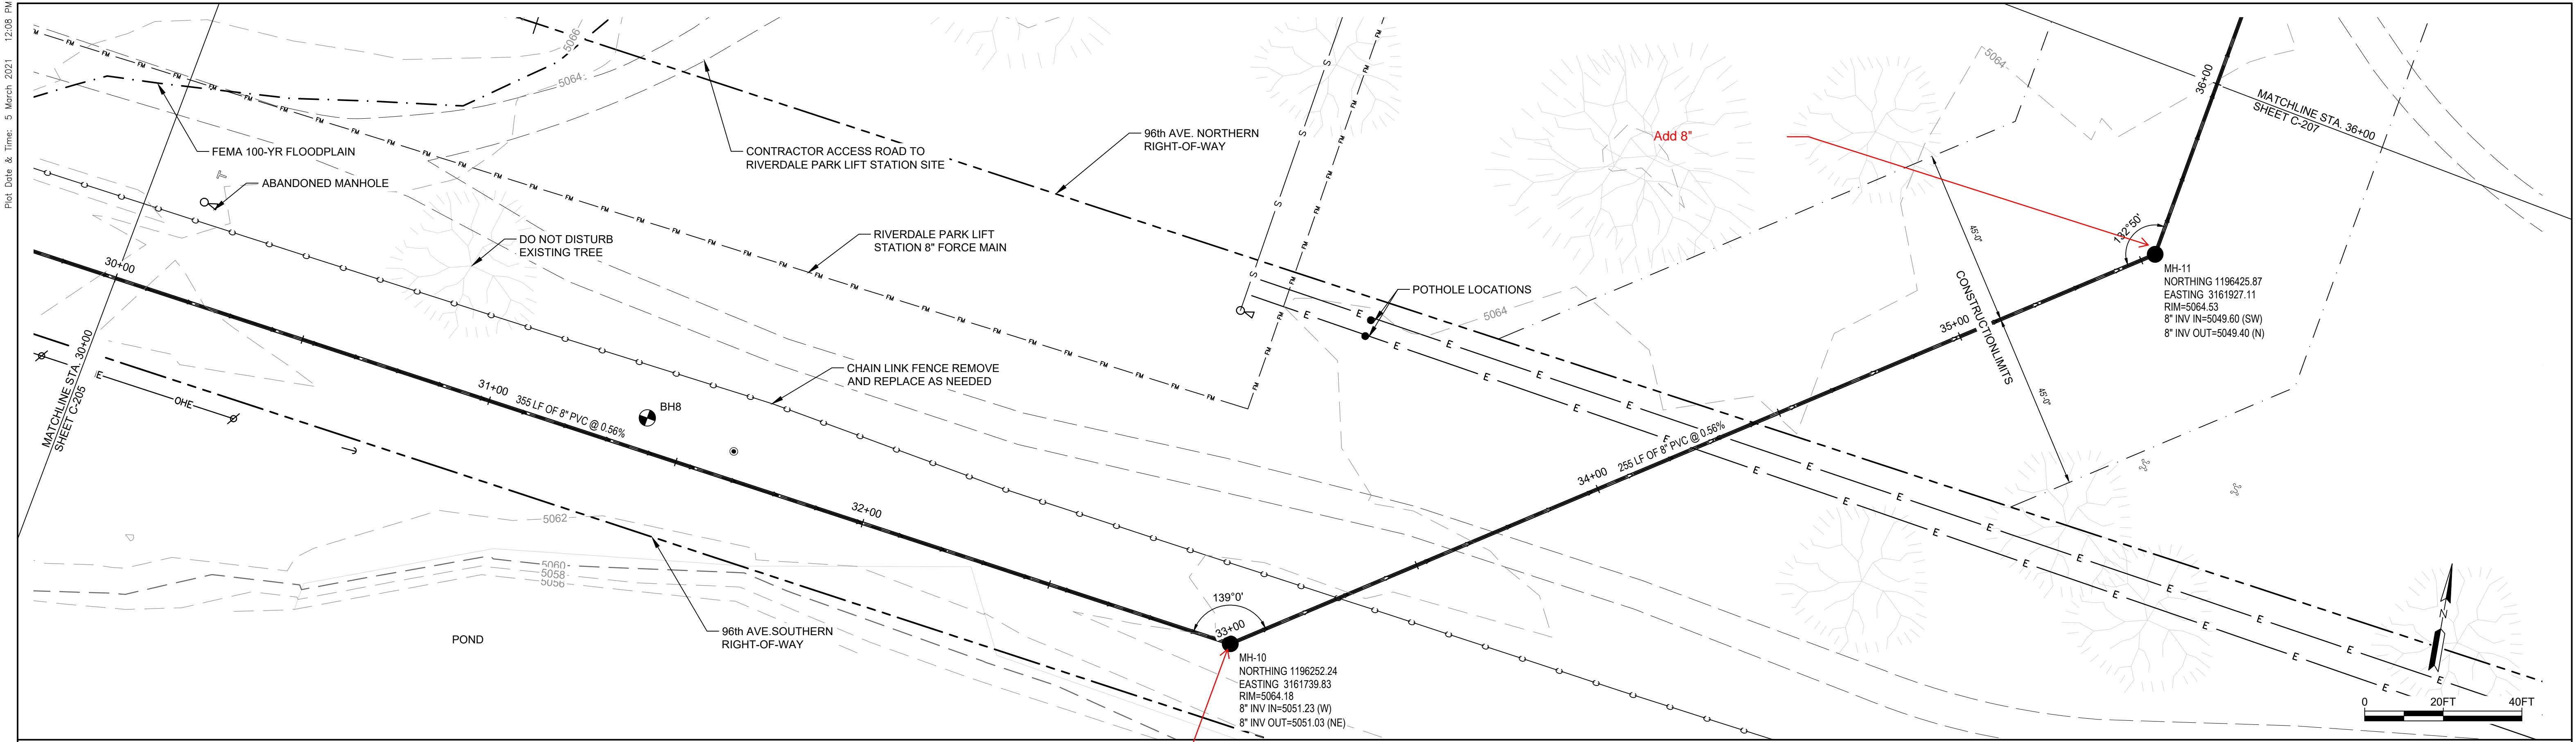 Plot Date & Time: 5 March 2021 12:08 PM
5066
5064
FEMA 100-YR FLOODPLAIN
ABANDONED MANHOLE
CONTRACTOR ACCESS ROAD TO
RIVERDALE PARK LIFT STATION SITE
96th AVE. NORTHERN
RIGHT-OF-WAY
Add 8"
5064
36+00
MATCHLINE STA. 36+00
SHEET C-207
DO NOT DISTURB
EXISTING TREE
RIVERDALE PARK LIFT
STATION 8" FORCE MAIN
POTHOLE LOCATIONS
5064
45'-0"
CONSTRUCTIONLIMITS
45'-0"
132°50'
MH-11
NORTHING 1196425.87
EASTING 3161927.11
RIM=5064.53
8" INV IN=5049.60 (SW)
8" INV OUT=5049.40 (N)
30+00
MATCHLINE STA. 30+00
SHEET C-205
E
OHE
31+00
355 LF OF 8" PVC @ 0.56%
BH8
CHAIN LINK FENCE REMOVE
AND REPLACE AS NEEDED
35+00
34+00
255 LF OF 8" PVC @ 0.56%
32+00
5062
5060
5058
5056
POND
96th AVE.SOUTHERN
RIGHT-OF-WAY
139°0'
33+00
MH-10
NORTHING 1196252.24
EASTING 3161739.83
RIM=5064.18
8" INV IN=5051.23 (W)
8" INV OUT=5051.03 (NE)
N
0 20FT 40FT